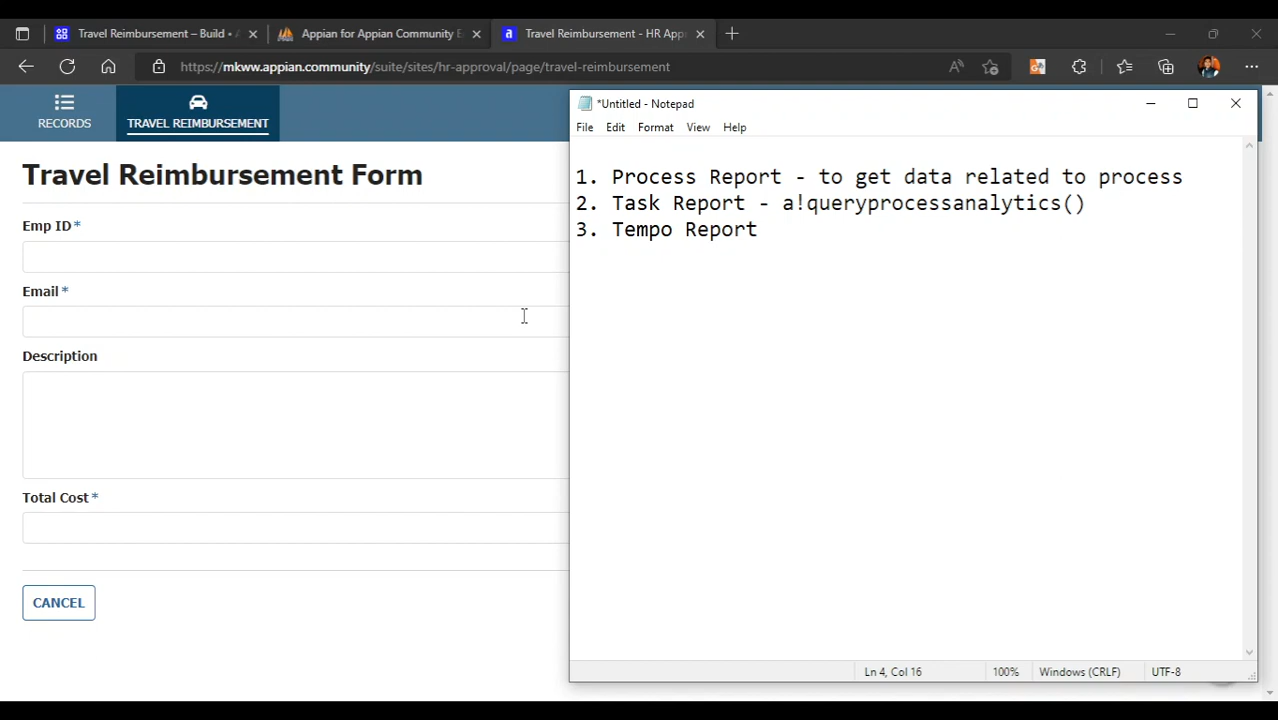 Travel Reimbursement – Build •
Appian for Appian Community E
Travel Reimbursement - HR App
https://mkww.appian.community/suite/sites/hr-approval/page/travel-reimbursement
RECORDS
TRAVEL REIMBURSEMENT
Travel Reimbursement Form
Emp ID *
Email *
Description
Total Cost *
CANCEL
*Untitled - Notepad
File Edit Format View Help
1. Process Report - to get data related to process
2. Task Report - a!queryprocessanalytics()
3. Tempo Report
Ln 4, Col 16 100% Windows (CRLF) UTF-8